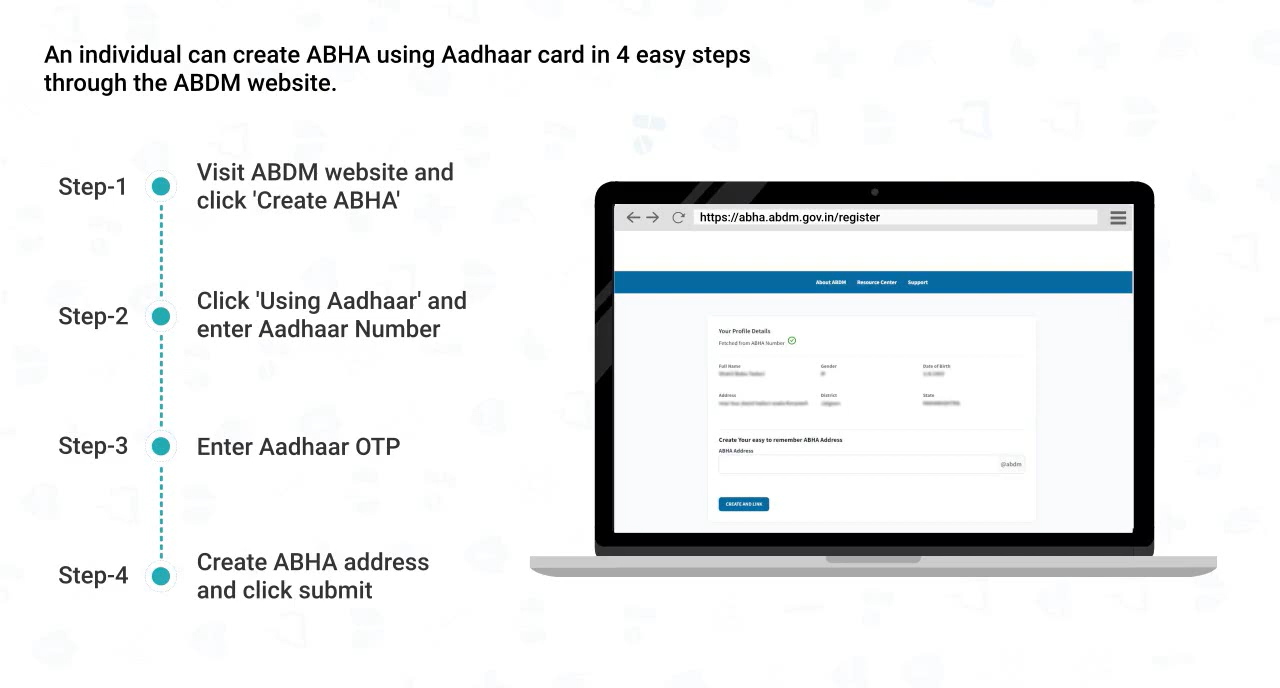 An individual can create ABHA using Aadhaar card in 4 easy steps
through the ABDM website.
Step-1
Visit ABDM website and
click 'Create ABHA'
Step-2
Click 'Using Aadhaar' and
enter Aadhaar Number
Step-3
Enter Aadhaar OTP
Step-4
Create ABHA address
and click submit
https://abha.abdm.gov.in/register
About ABDM Resource Center Support
Your Profile Details
Fetched from ABHA Number
Full Name Gender Date of Birth
Address District State
Create Your easy to remember ABHA Address
ABHA Address
@abdm
CREATE AND LINK